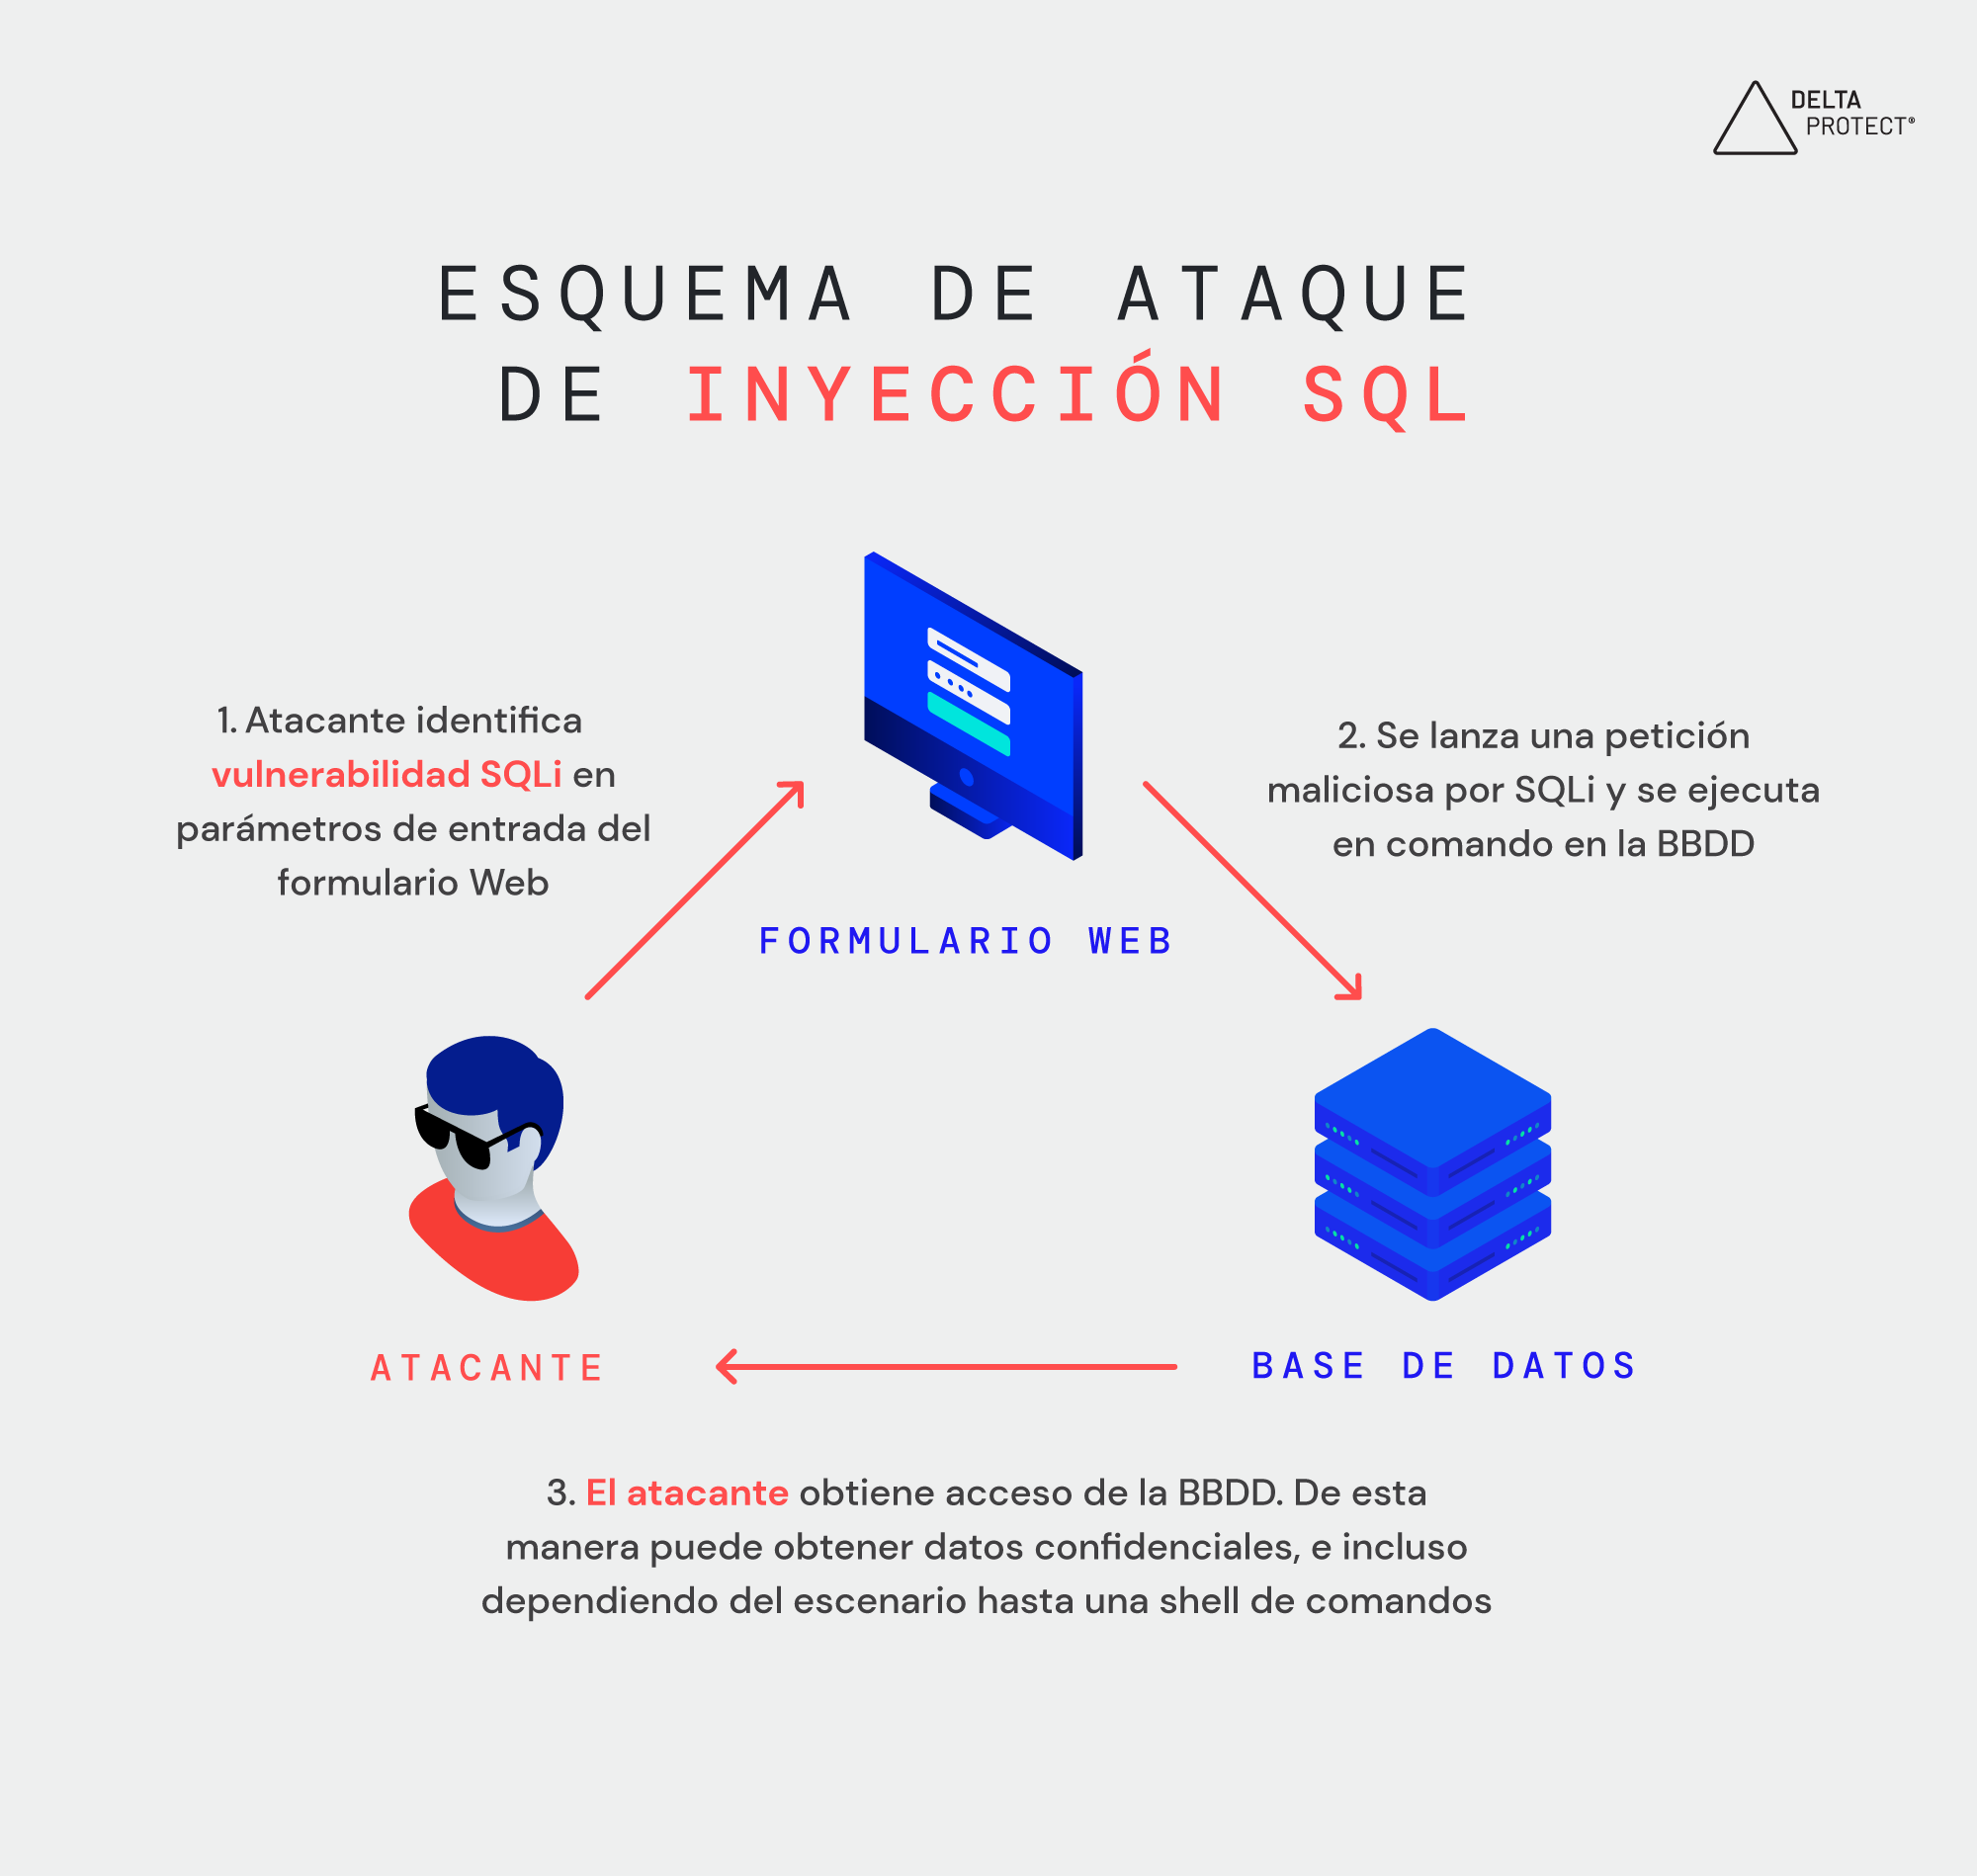 DELTA
PROTECT®
ESQUEMA DE ATAQUE
DE INYECCIÓN SQL
1. Atacante identifica
vulnerabilidad SQLi en
parámetros de entrada del
formulario Web
2. Se lanza una petición
maliciosa por SQLi y se ejecuta
en comando en la BBDD
FORMULARIO WEB
ATACANTE
BASE DE DATOS
3. El atacante obtiene acceso de la BBDD. De esta
manera puede obtener datos confidenciales, e incluso
dependiendo del escenario hasta una shell de comandos